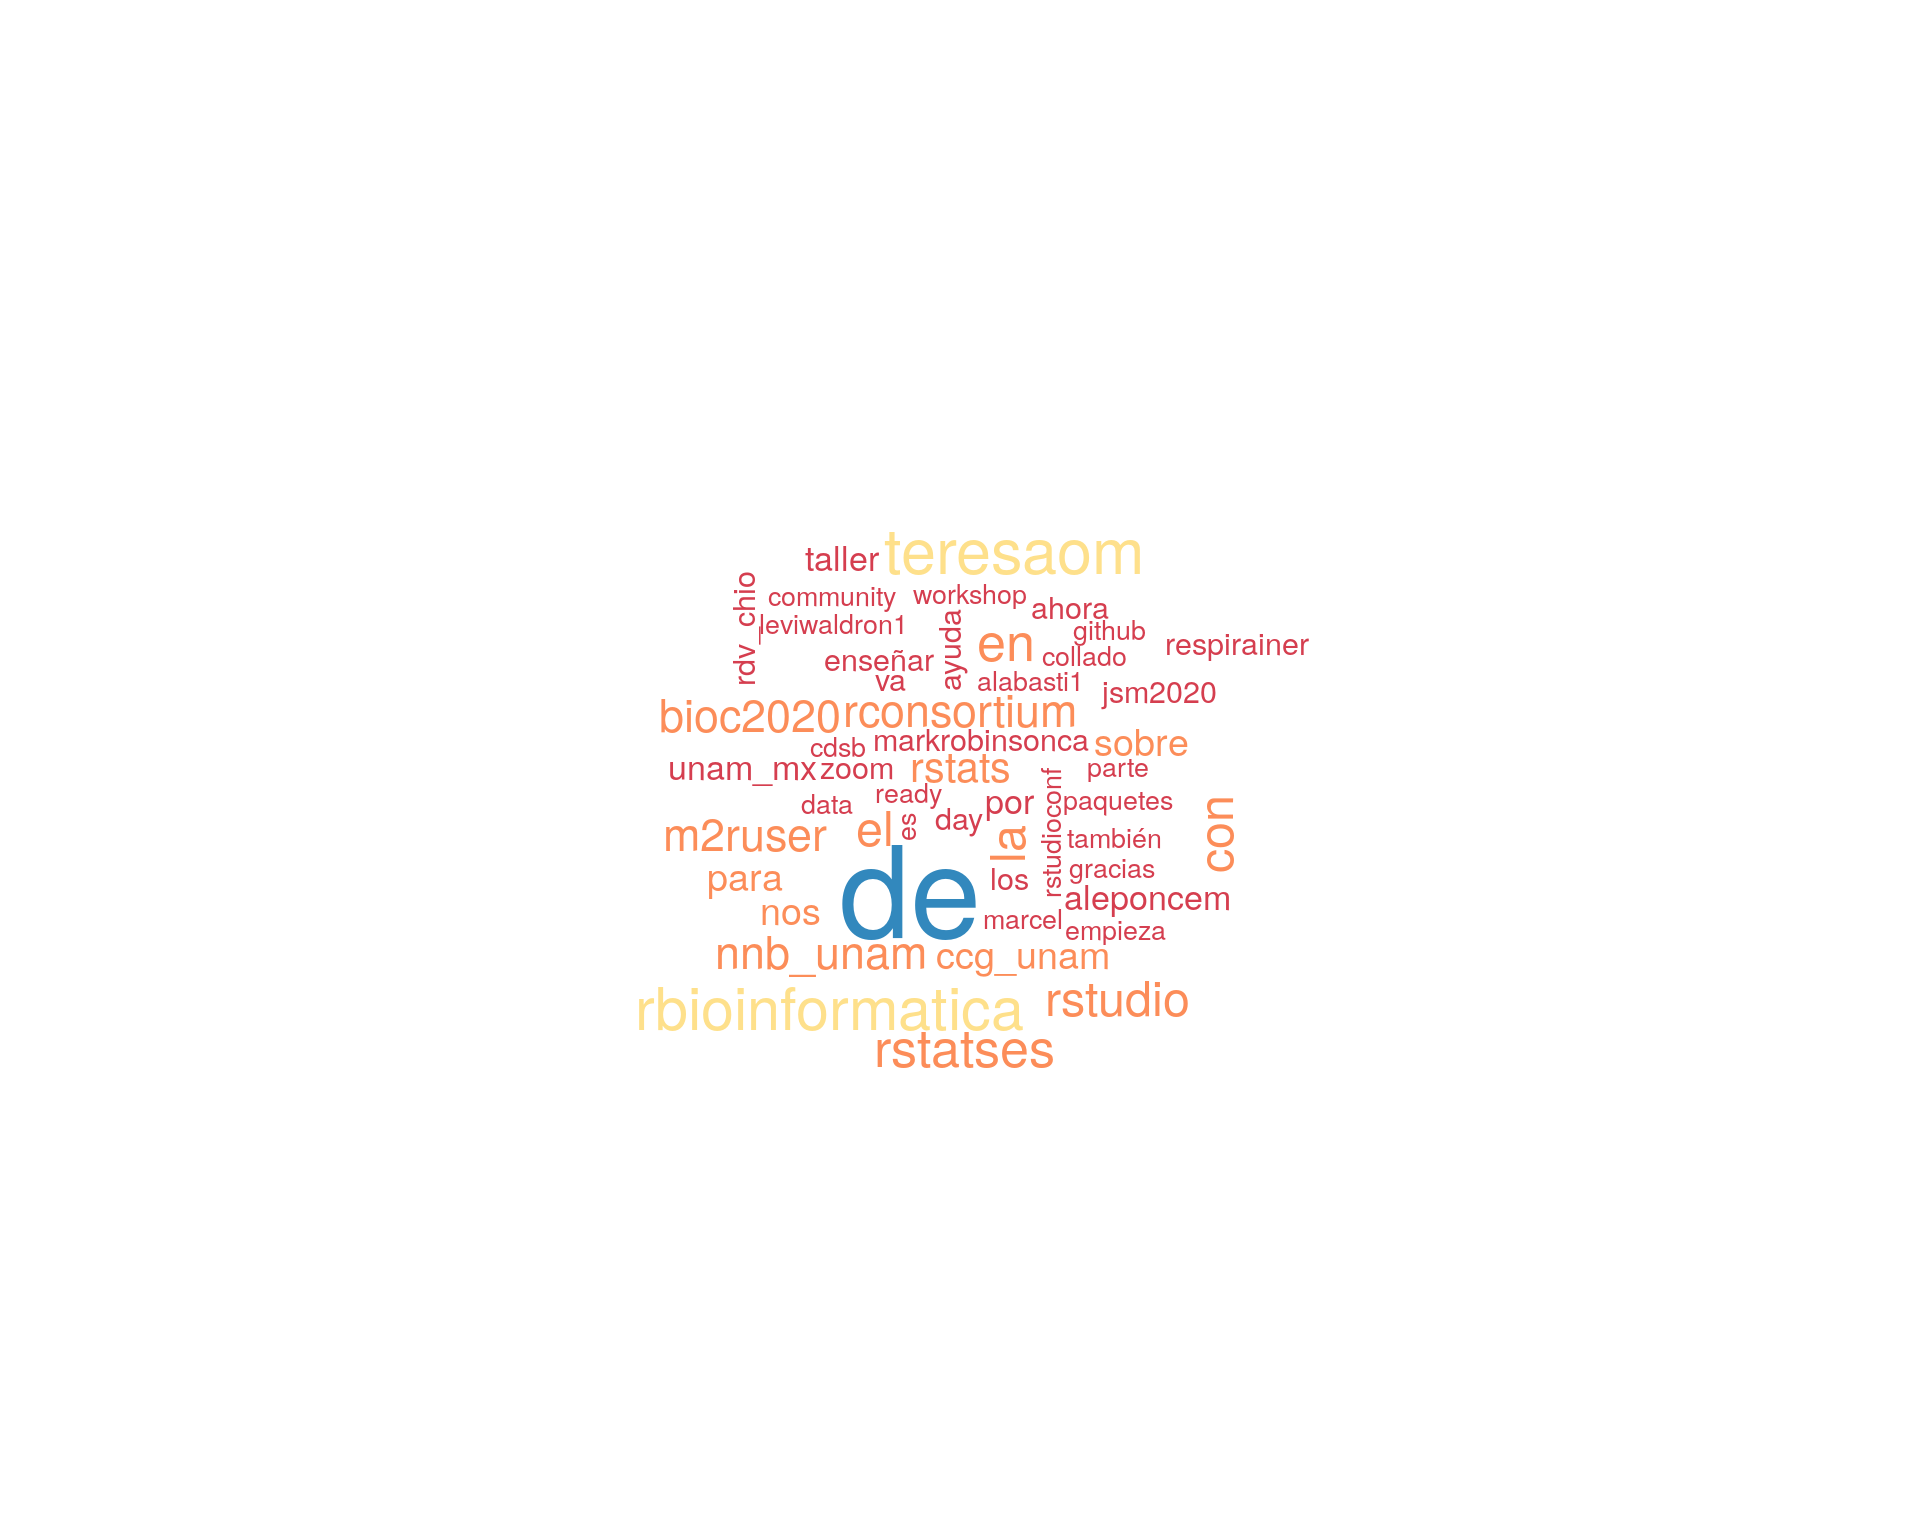 teresaom
taller
rdv_chio
community
workshop
ahora
leviwaldron1
ayuda
en
github
respirainer
enseñar
collado
va
alabasti1
jsm2020
bioc2020
rconsortium
cdsb
markrobinsonca
sobre
unam_mx
zoom
rstats
rstudioconf
parte
data
ready
por
paquetes
con
m2ruser
el
es
day
la
también
para
de
los
gracias
nos
aleponcem
marcel
empieza
nnb_unam
ccg_unam
rbioinformatica
rstudio
rstatses